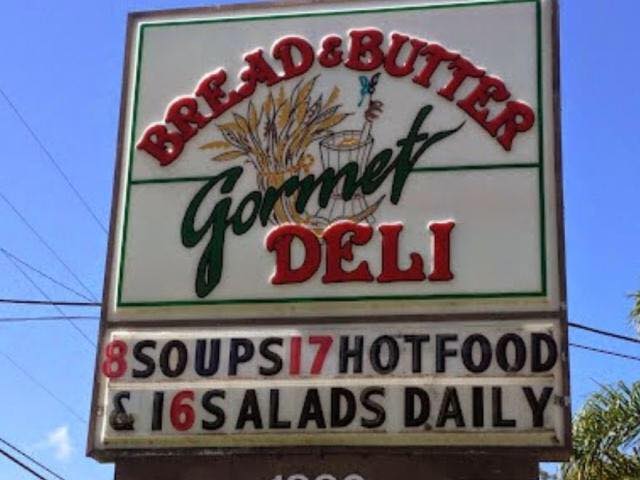 BREAD & BUTTER
Gormet
DELI
8 SOUPS 17 HOT FOOD
& 16 SALADS DAILY